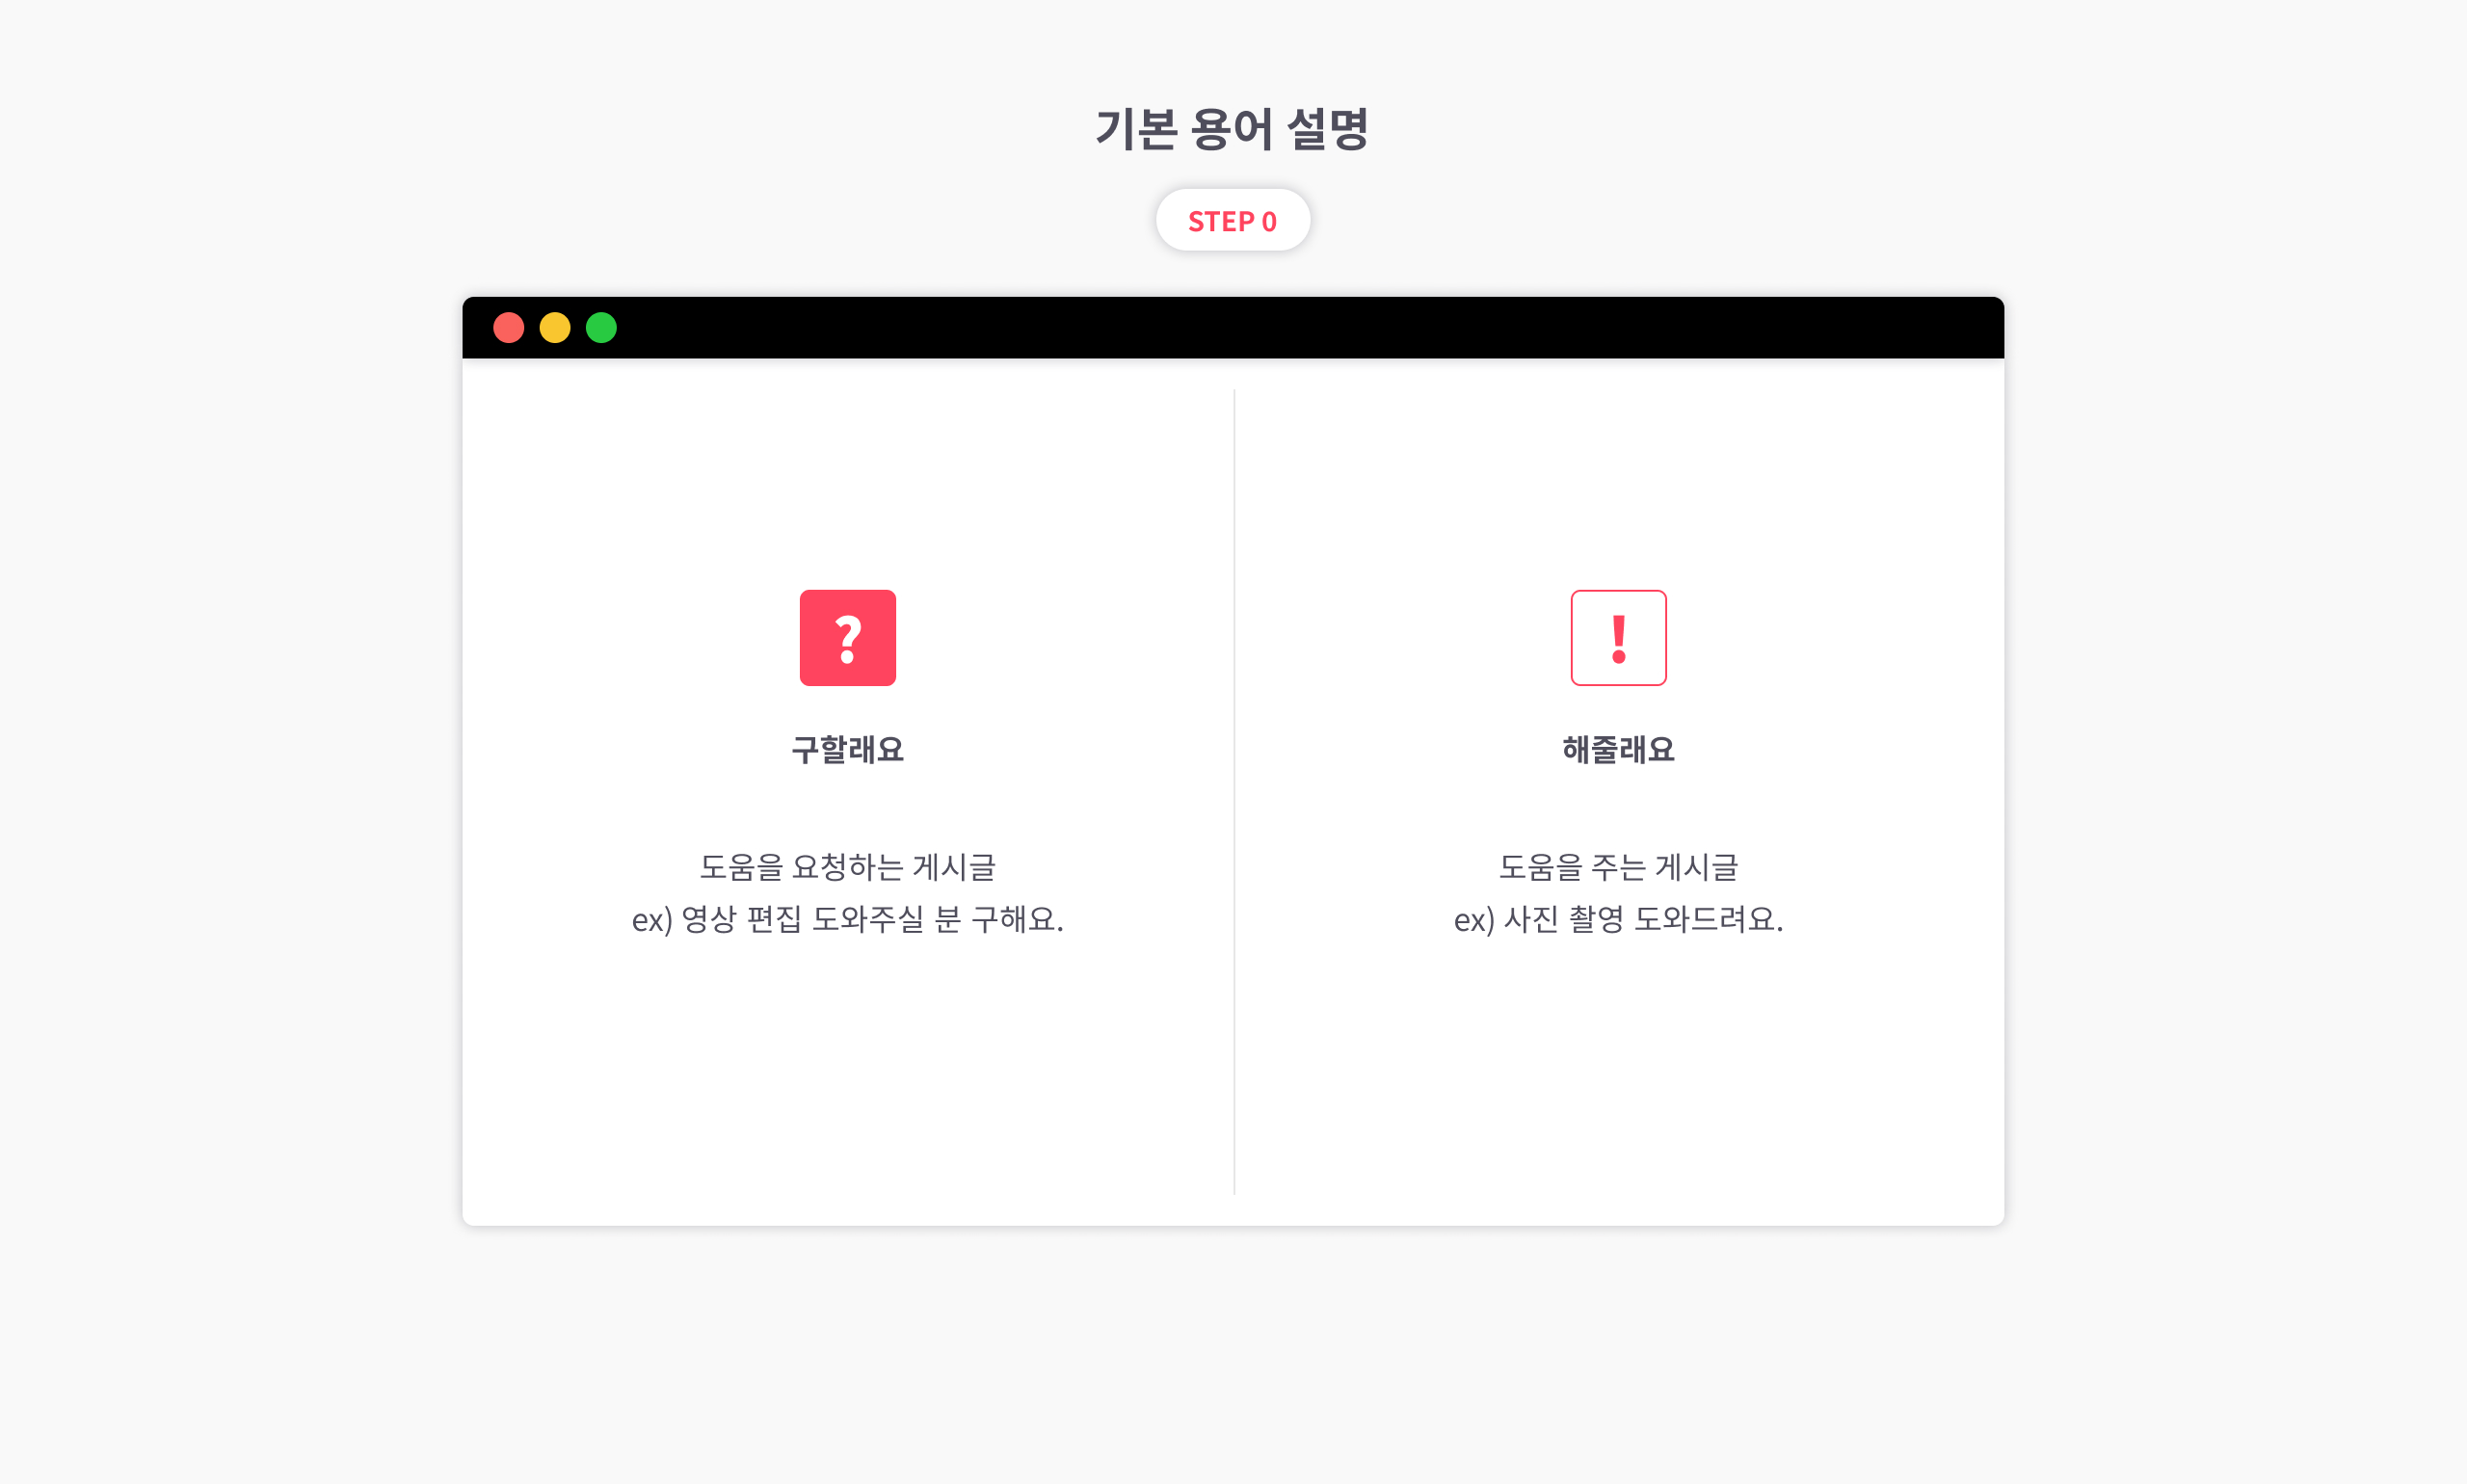 기본 용어 설명
STEP 0
?
구할래요
도움을 요청하는 게시글
ex) 영상 편집 도와주실 분 구해요.
!
해줄래요
도움을 주는 게시글
ex) 사진 촬영 도와드려요.